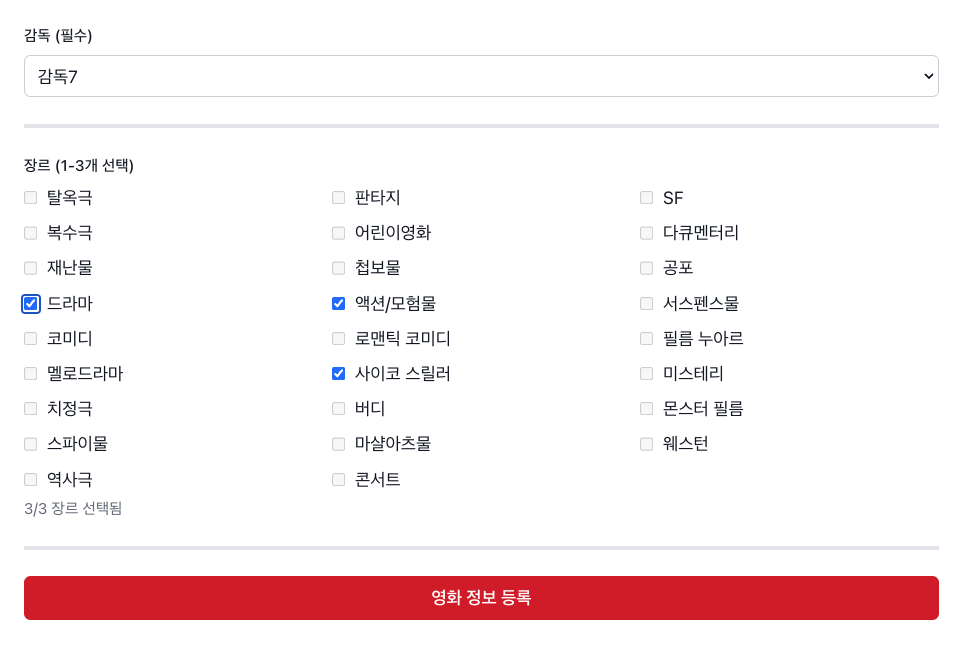 감독 (필수)
감독7
장르 (1-3개 선택)
탈옥극 판타지 SF
복수극 어린이영화 다큐멘터리
재난물 첩보물 공포
드라마 액션/모험물 서스펜스물
코미디 로맨틱 코미디 필름 누아르
멜로드라마 사이코 스릴러 미스테리
치정극 버디 몬스터 필름
스파이물 마샬아츠물 웨스턴
역사극 콘서트
3/3 장르 선택됨
영화 정보 등록